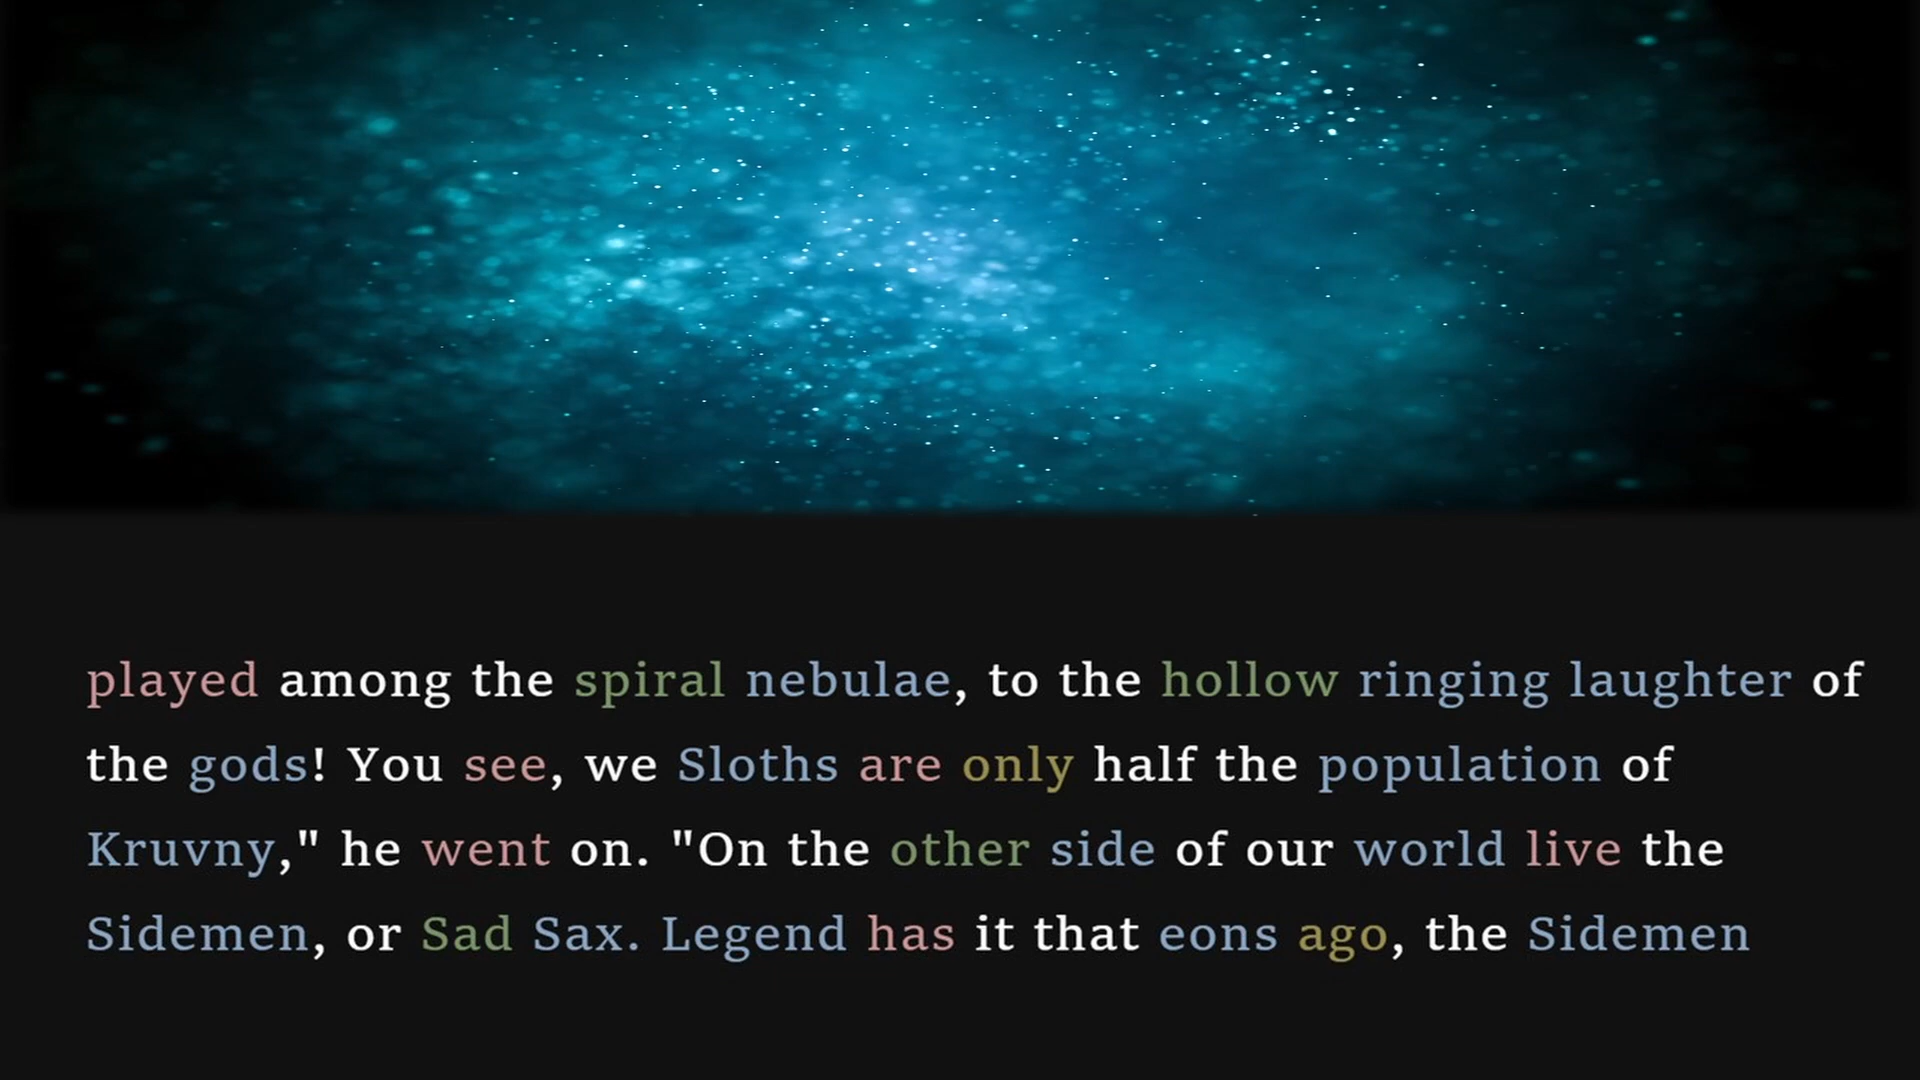 played among the spiral nebulae, to the hollow ringing laughter of
the gods! You see, we Sloths are only half the population of
Kruvny," he went on. "On the other side of our world live the
Sidemen, or Sad Sax. Legend has it that eons ago, the Sidemen